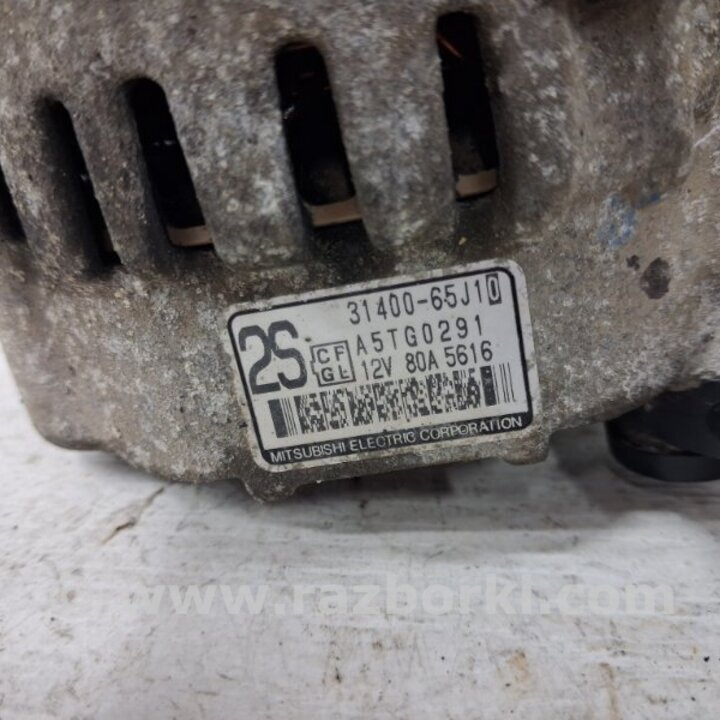 31400-65J10
2S
CF
GL
A5TG0291
12V 80A 5616
MITSUBISHI ELECTRIC CORPORATION
www.razborki.com